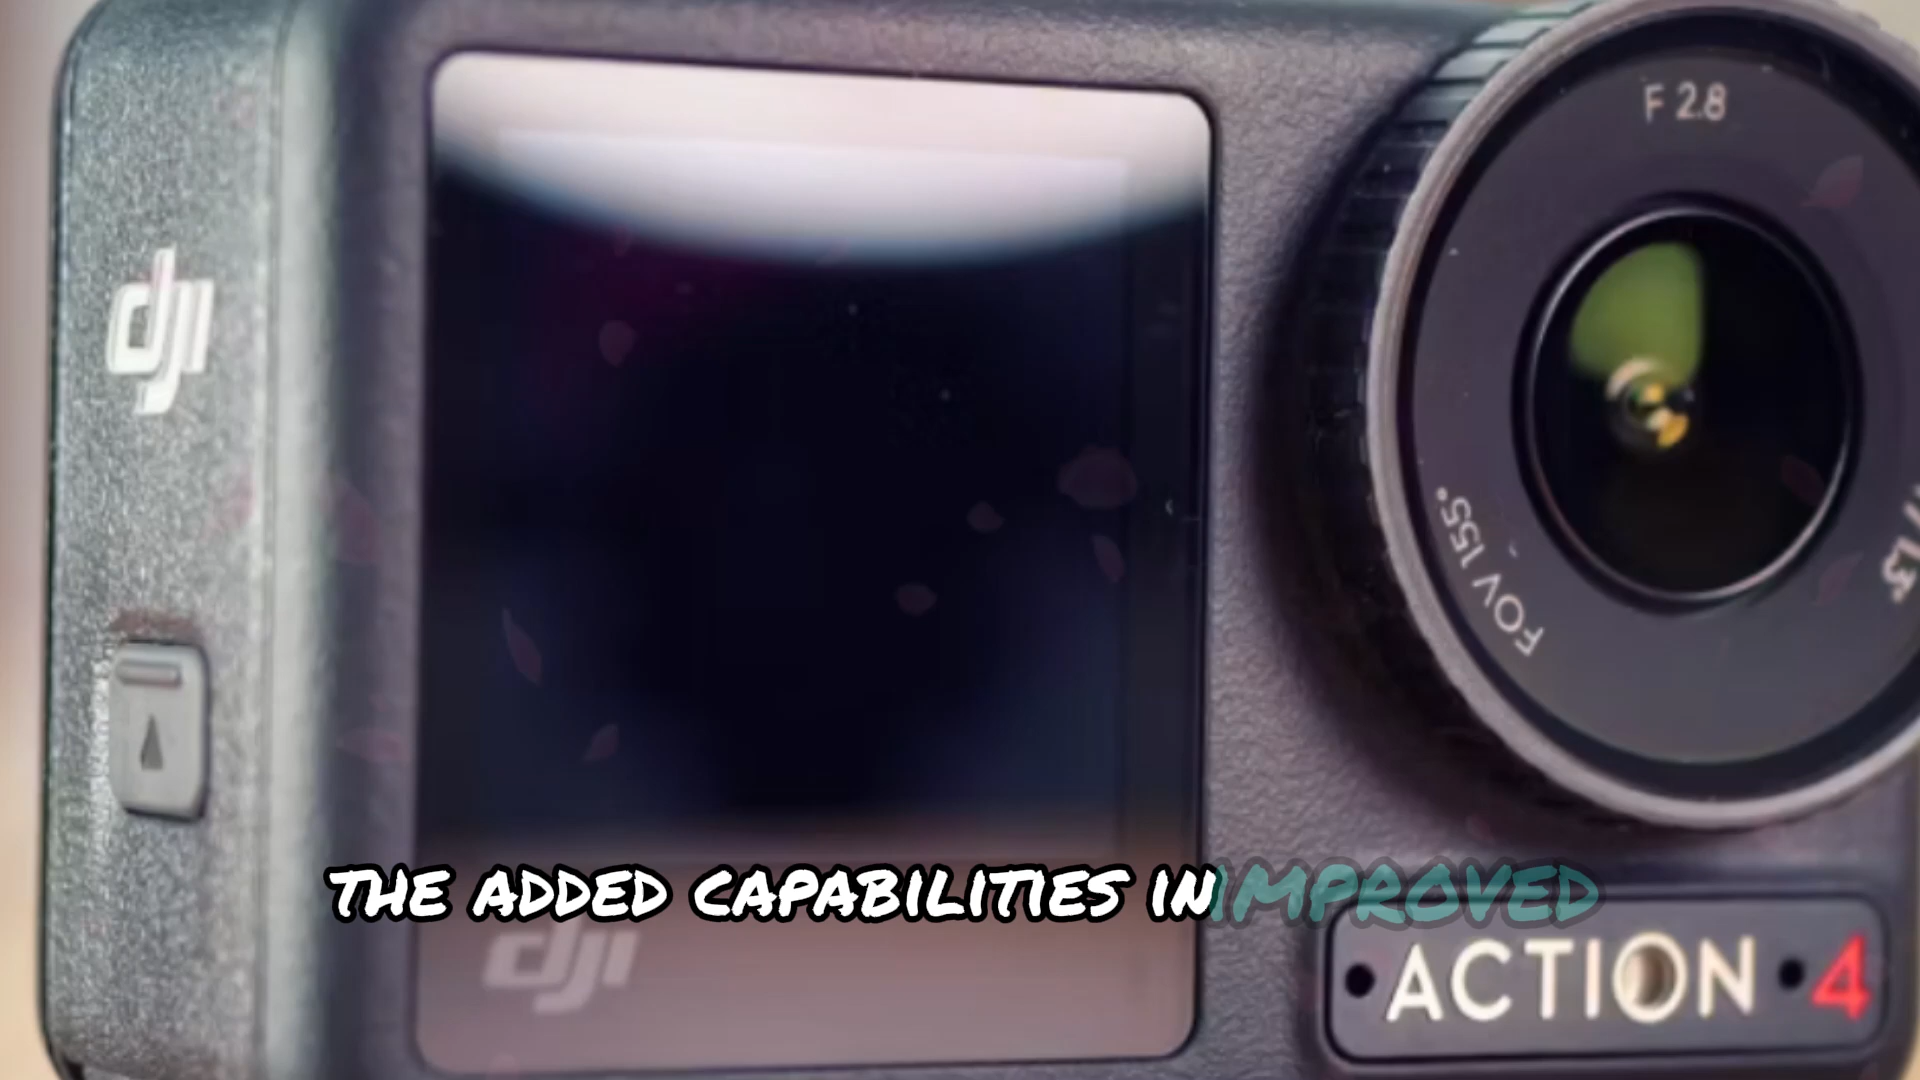 F 2.8
dji
FOV 155°
THE ADDED CAPABILITIES IN IMPROVED
dji
ACTION 4